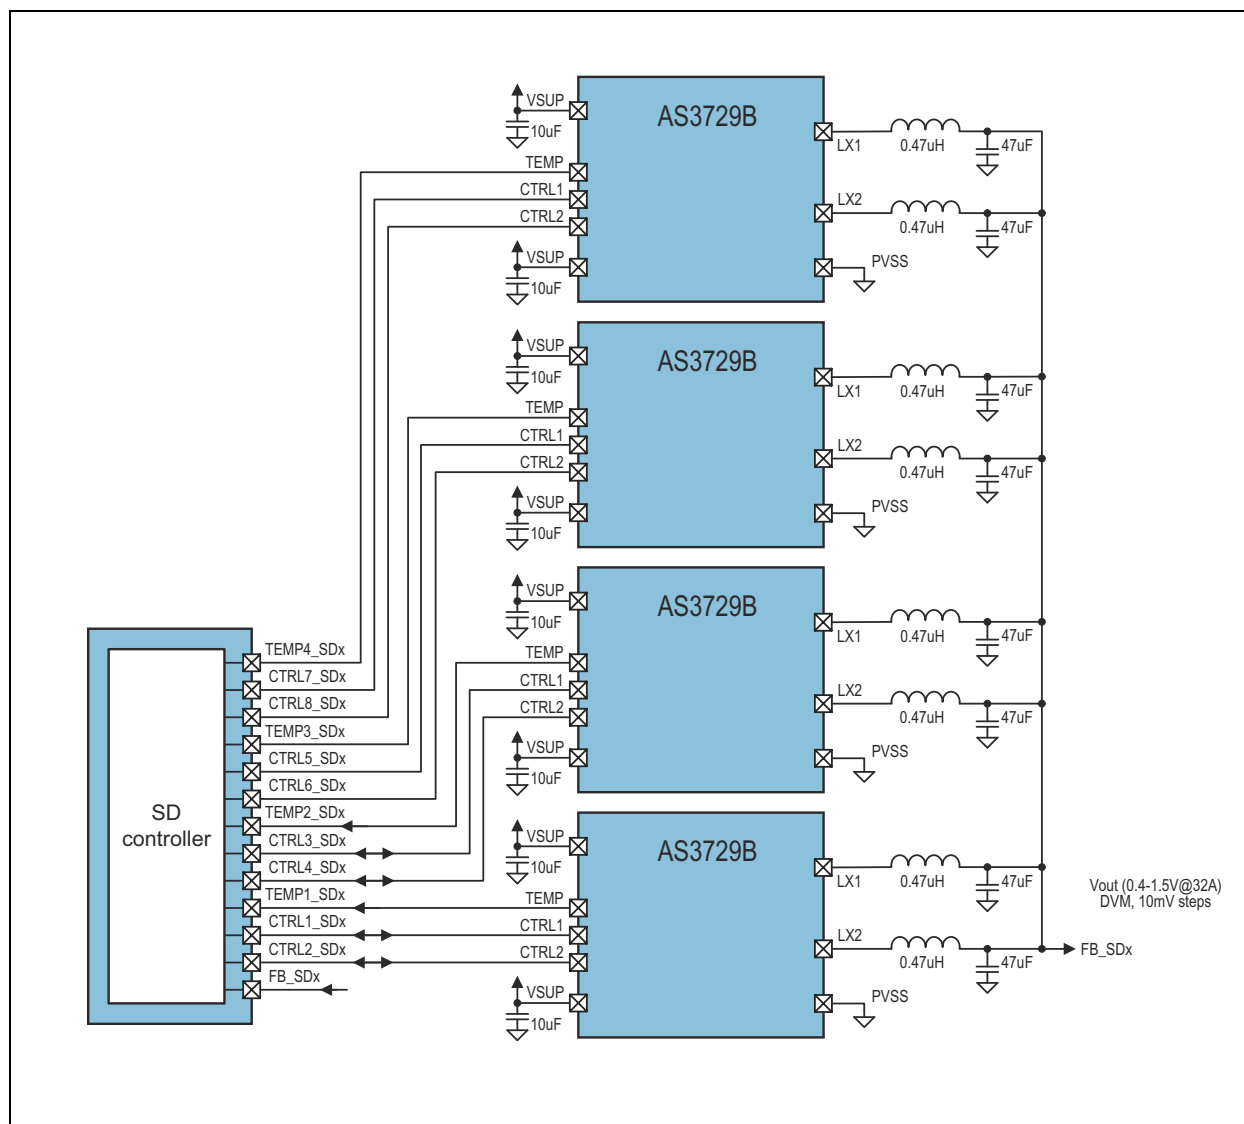 VSUP
AS3729B
10uF
LX1
0.47uH
47uF
TEMP
CTRL1
CTRL2
LX2
0.47uH
47uF
VSUP
10uF
PVSS
VSUP
AS3729B
10uF
LX1
0.47uH
47uF
TEMP
CTRL1
CTRL2
LX2
0.47uH
47uF
VSUP
10uF
PVSS
VSUP
AS3729B
10uF
LX1
0.47uH
47uF
TEMP
CTRL1
CTRL2
LX2
0.47uH
47uF
VSUP
10uF
PVSS
VSUP
AS3729B
10uF
LX1
0.47uH
47uF
TEMP
CTRL1
CTRL2
LX2
0.47uH
47uF
VSUP
10uF
PVSS
TEMP4_SDx
CTRL7_SDx
CTRL8_SDx
TEMP3_SDx
CTRL5_SDx
CTRL6_SDx
TEMP2_SDx
CTRL3_SDx
CTRL4_SDx
TEMP1_SDx
CTRL1_SDx
CTRL2_SDx
FB_SDx
SD
controller
Vout (0.4-1.5V@32A)
DVM, 10mV steps
FB_SDx